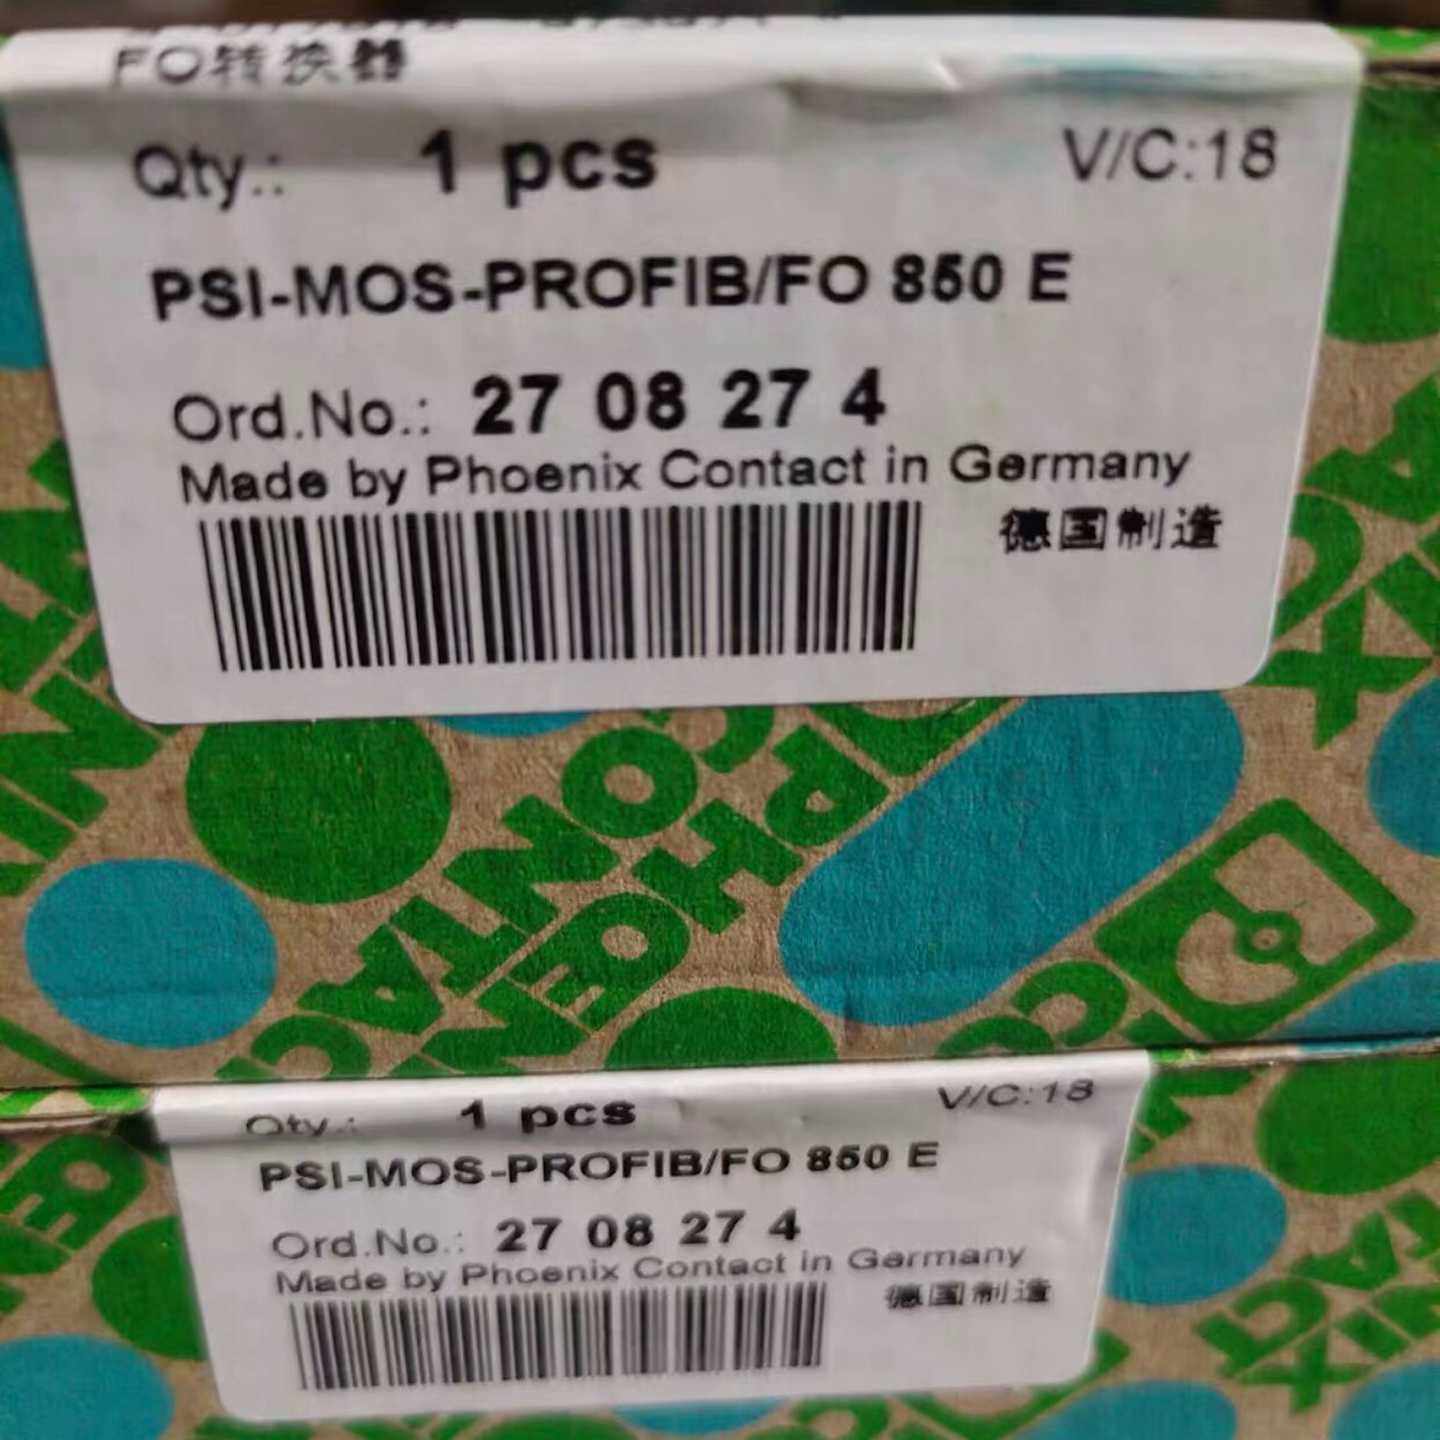 FO转换器
Qty.: 1 pcs V/C:18
PSI-MOS-PROFIB/FO 850 E
Ord.No.: 27 08 27 4
Made by Phoenix Contact in Germany
德国制造
PHOENIX
CONTACT
Qty.: 1 pcs V/C:18
PSI-MOS-PROFIB/FO 850 E
Ord.No.: 27 08 27 4
Made by Phoenix Contact in Germany
德国制造